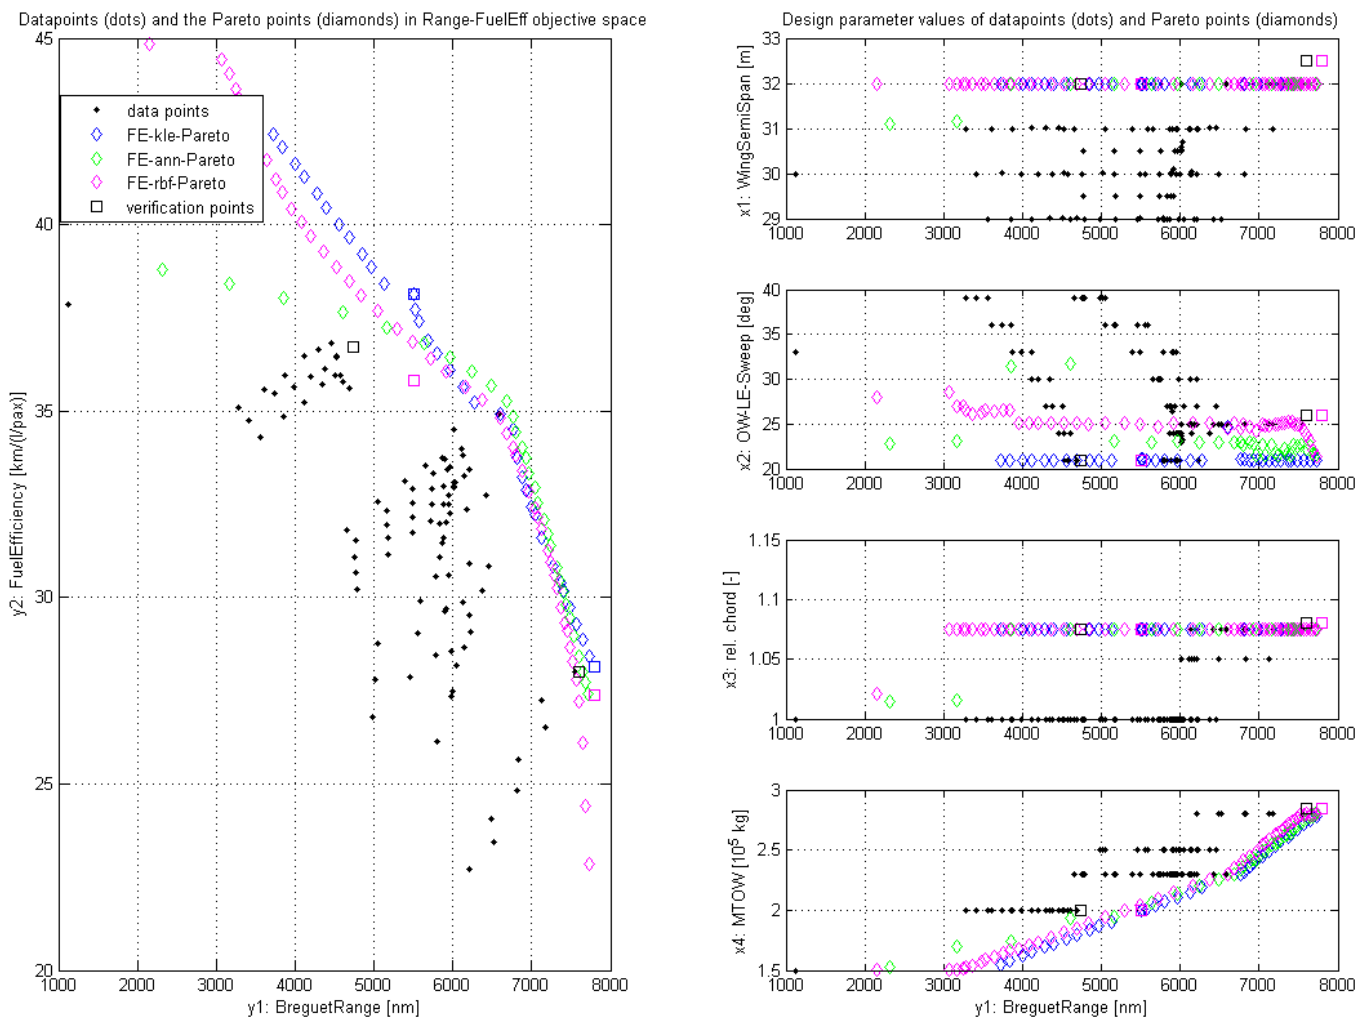 Datapoints (dots) and the Pareto points (diamonds) in Range-FuelEff objective space
45
40
35
30
25
20
y2: FuelEfficiency [km/(l/pax)]
data points
FE-kle-Pareto
FE-ann-Pareto
FE-rbf-Pareto
verification points
1000 2000 3000 4000 5000 6000 7000 8000
y1: BreguetRange [nm]
Design parameter values of datapoints (dots) and Pareto points (diamonds)
33
32
31
30
29
x1: WingSemiSpan [m]
1000 2000 3000 4000 5000 6000 7000 8000
40
35
30
25
20
x2: OW-LE-Sweep [deg]
1000 2000 3000 4000 5000 6000 7000 8000
1.15
1.1
1.05
1
x3: rel. chord [-]
1000 2000 3000 4000 5000 6000 7000 8000
3
2.5
2
1.5
x4: MTOW [10⁵ kg]
1000 2000 3000 4000 5000 6000 7000 8000
y1: BreguetRange [nm]